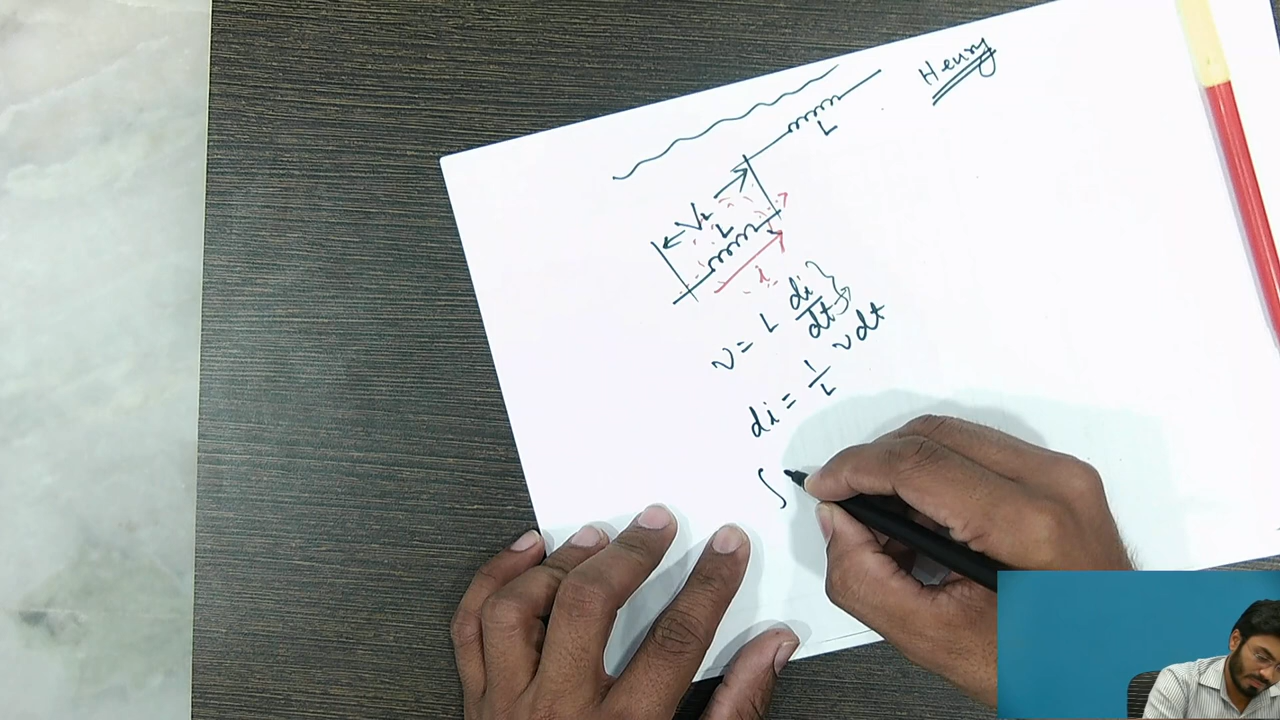 Henry
L
V_L
L
i
v = L di/dt
di = 1/L v dt
∫